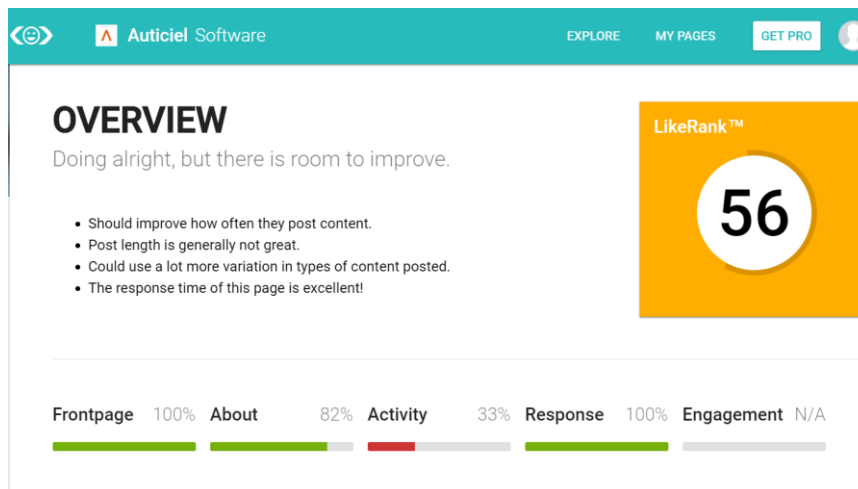 Auticiel Software EXPLORE MY PAGES GET PRO
OVERVIEW
Doing alright, but there is room to improve.
• Should improve how often they post content.
• Post length is generally not great.
• Could use a lot more variation in types of content posted.
• The response time of this page is excellent!
LikeRank™
56
Frontpage 100% About 82% Activity 33% Response 100% Engagement N/A